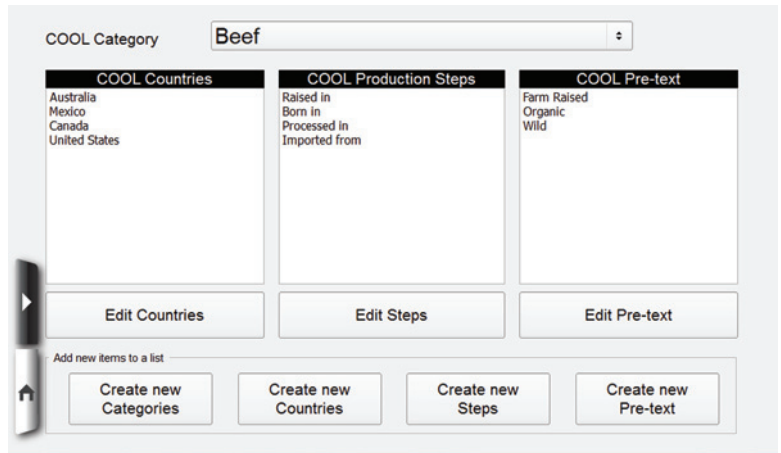 COOL Category
Beef
COOL Countries
Australia
Mexico
Canada
United States
COOL Production Steps
Raised in
Born in
Processed in
Imported from
COOL Pre-text
Farm Raised
Organic
Wild
Edit Countries
Edit Steps
Edit Pre-text
Add new items to a list
Create new
Categories
Create new
Countries
Create new
Steps
Create new
Pre-text